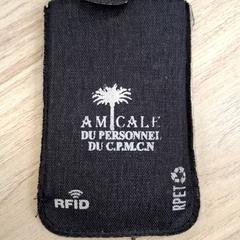 AMICALE
DU PERSONNEL
DU C.P.M.C.N
RFID
RPET